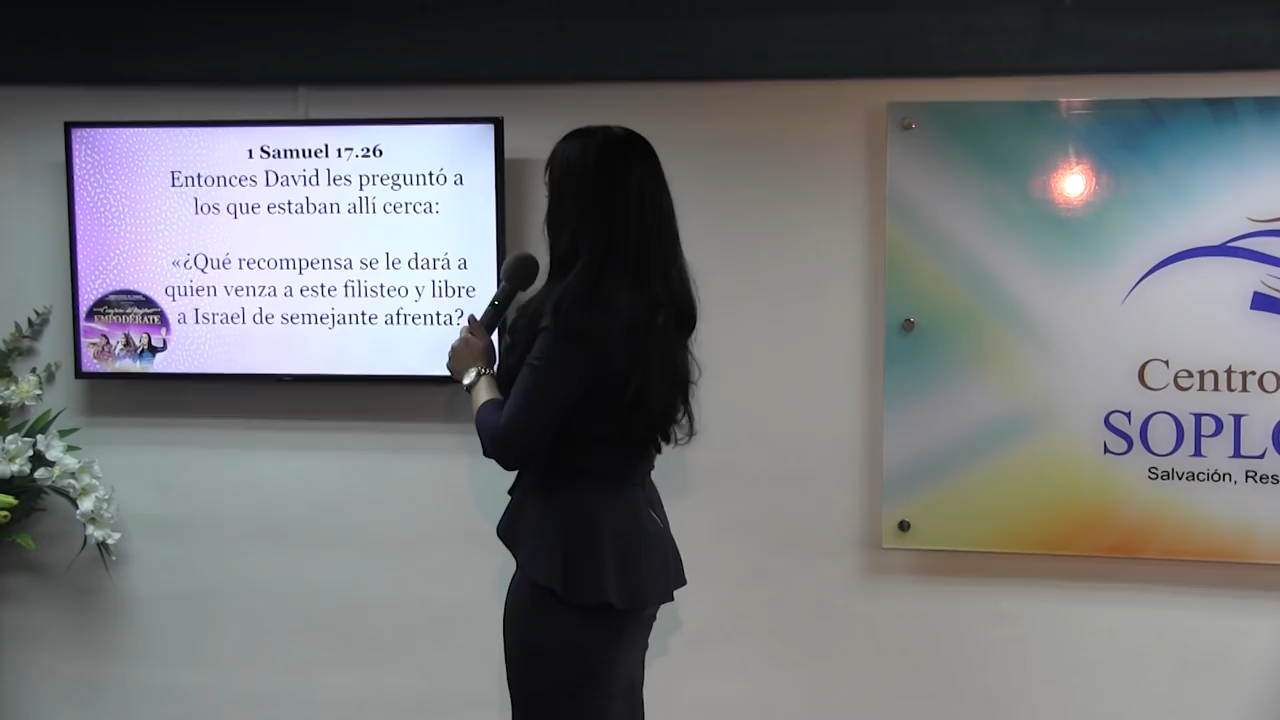 1 Samuel 17.26
Entonces David les preguntó a
los que estaban allí cerca:
«¿Qué recompensa se le dará a
quien venza a este filisteo y libre
a Israel de semejante afrenta?
EMPODÉRATE
Centro
SOPLO
Salvación, Res